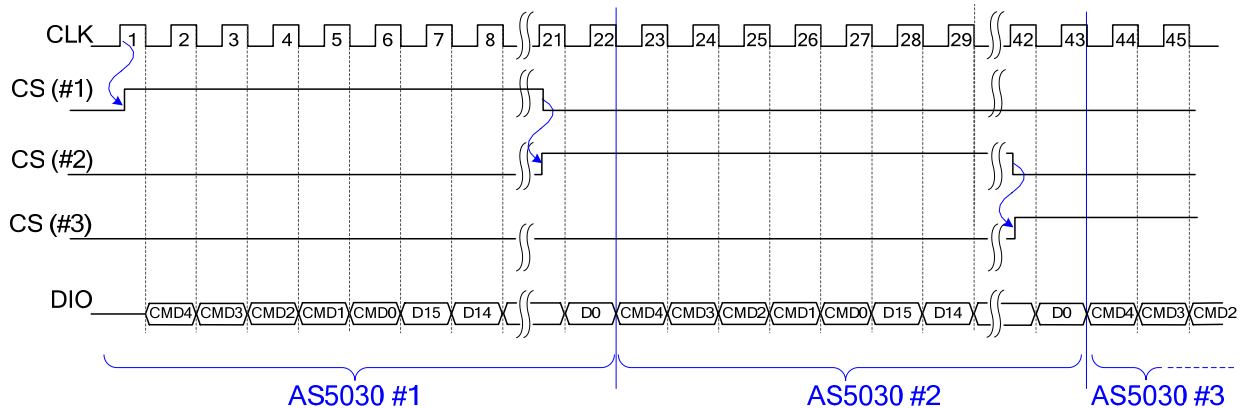 CLK 1 2 3 4 5 6 7 8 21 22 23 24 25 26 27 28 29 42 43 44 45
CS (#1)
CS (#2)
CS (#3)
DIO CMD4 CMD3 CMD2 CMD1 CMD0 D15 D14 D0 CMD4 CMD3 CMD2 CMD1 CMD0 D15 D14 D0 CMD4 CMD3 CMD2
AS5030 #1 AS5030 #2 AS5030 #3